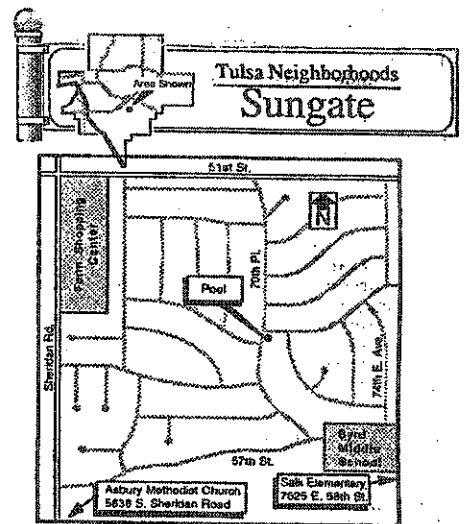 Tulsa Neighborhoods
Area Shown
Sungate
51st St.
Farm Shopping
Center
N
70th Pl.
Pool
Sheridan Rd.
74th E. Ave.
Byrd
Middle
School
57th St.
Asbury Methodist Church
5838 S. Sheridan Road
Salk Elementary
7625 E. 58th St.